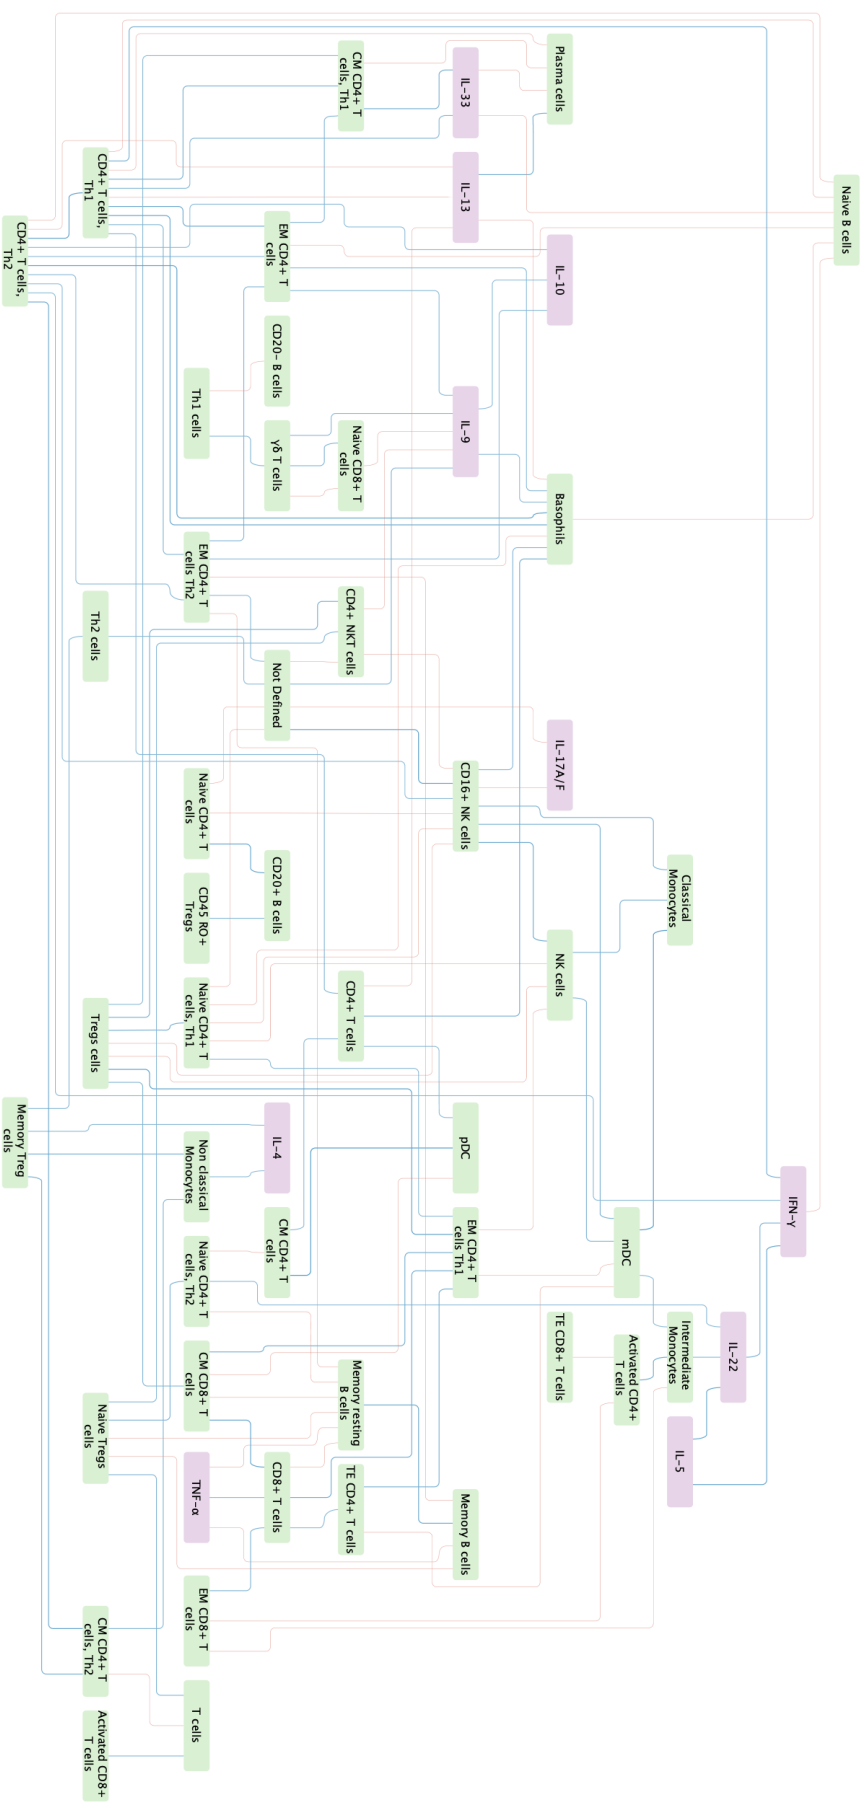 Naive B cells
IFN-γ
IL-22
Classical
Monocytes
Intermediate
Monocytes
IL-5
mDC
Activated CD4+
T cells
Plasma cells
IL-10
Basophils
IL-17A/F
NK cells
TE CD8+ T cells
IL-33
IL-13
IL-9
CD16+ NK cells
pDC
EM CD4+ T
cells Th1
Memory B cells
CM CD4+ T
cells, Th1
Naive CD8+ T
cells
CD4+ NKT cells
CD4+ T cells
Memory resting
B cells
TE CD4+ T cells
EM CD4+ T
cells
CD20- B cells
γδ T cells
Not Defined
CD20+ B cells
IL-4
CM CD4+ T
cells
CD8+ T cells
Th1 cells
EM CD4+ T
cells Th2
Naive CD4+ T
cells
CD45 RO+
Tregs
Naive CD4+ T
cells, Th1
Non classical
Monocytes
Naive CD4+ T
cells, Th2
CM CD8+ T
cells
TNF-α
EM CD8+ T
cells
T cells
CD4+ T cells,
Th1
Th2 cells
Tregs cells
Naive Tregs
cells
CM CD4+ T
cells, Th2
Activated CD8+
T cells
CD4+ T cells,
Th2
Memory Treg
cells